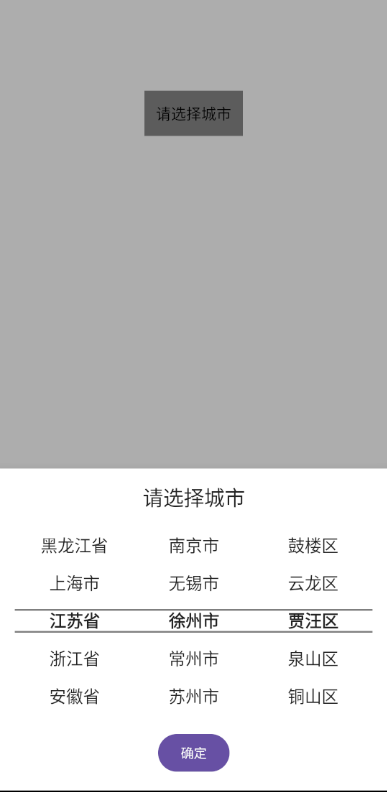 请选择城市
请选择城市
黑龙江省 南京市 鼓楼区
上海市 无锡市 云龙区
江苏省 徐州市 贾汪区
浙江省 常州市 泉山区
安徽省 苏州市 铜山区
确定